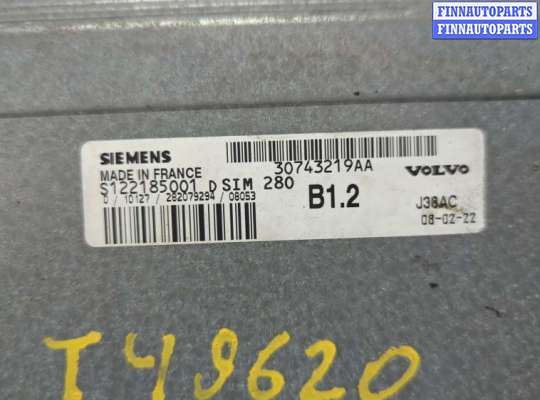 FINNAUTOPARTS
FINNAUTOPARTS
SIEMENS
MADE IN FRANCE
30743219AA
VOLVO
S122185001 D SIM 280
0 / 10127 / 282079294 / 08053
B1.2
J38AC
08-02-22
T49620